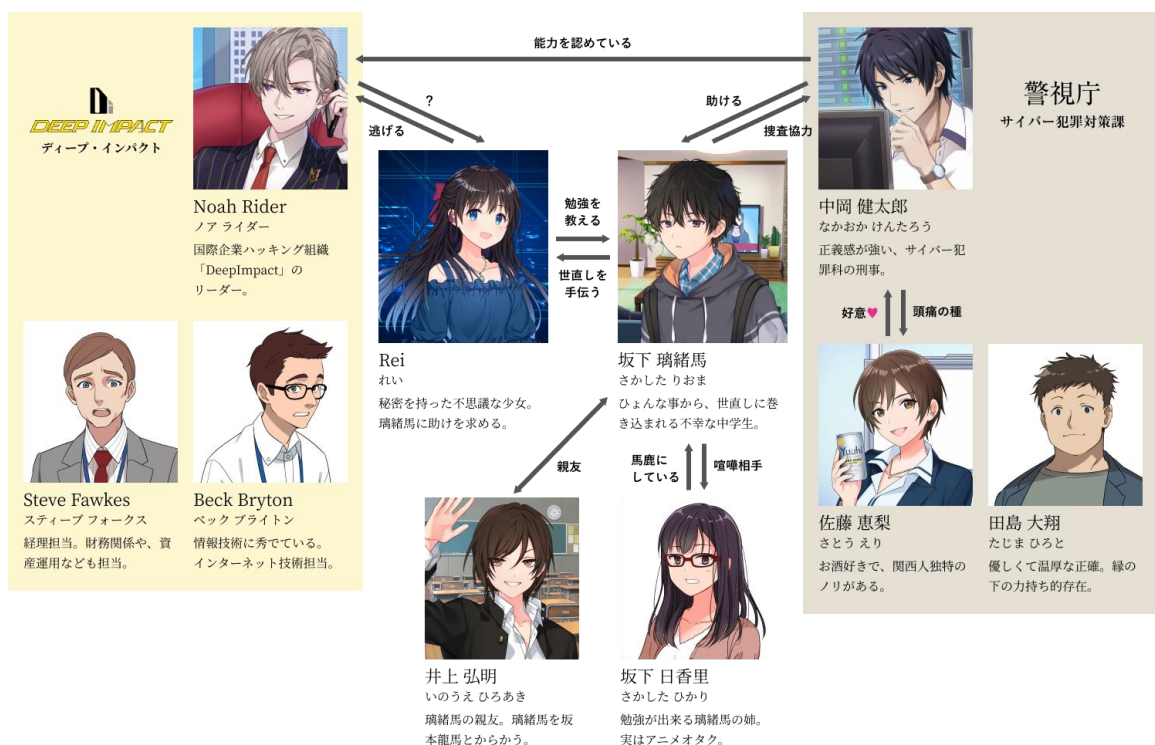 能力を認めている
DEEP IMPACT
ディープ・インパクト
Noah Rider
ノア ライダー
国際企業ハッキング組織
「DeepImpact」の
リーダー。
Steve Fawkes
スティーブ フォークス
経理担当。財務関係や、資
産運用なども担当。
Beck Bryton
ベック ブライトン
情報技術に秀でている。
インターネット技術担当。
?
逃げる
Rei
れい
秘密を持った不思議な少女。
璃緒馬に助けを求める。
勉強を
教える
世直しを
手伝う
助ける
捜査協力
坂下 璃緒馬
さかした りおま
ひょんな事から、世直しに巻
き込まれる不幸な中学生。
親友
馬鹿に
している
喧嘩相手
井上 弘明
いのうえ ひろあき
璃緒馬の親友。璃緒馬を坂
本龍馬とからかう。
坂下 日香里
さかした ひかり
勉強が出来る璃緒馬の姉。
実はアニメオタク。
警視庁
サイバー犯罪対策課
中岡 健太郎
なかおか けんたろう
正義感が強い、サイバー犯
罪科の刑事。
好意♥
頭痛の種
佐藤 恵梨
さとう えり
お酒好きで、関西人独特の
ノリがある。
田島 大翔
たじま ひろと
優しくて温厚な正確。縁の
下の力持ち的存在。